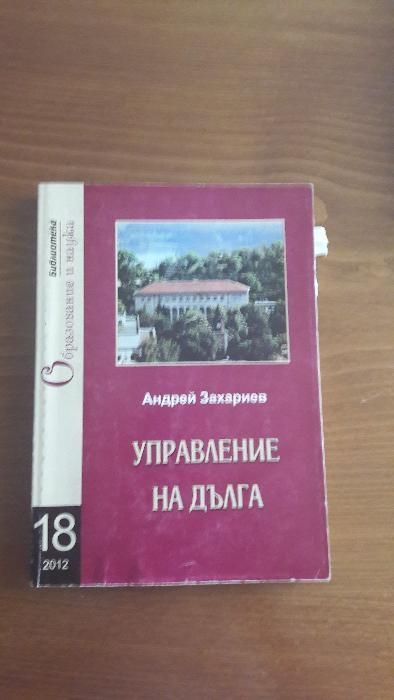 Библиотека
Образование и наука
Андрей Захариев
УПРАВЛЕНИЕ
НА ДЪЛГА
18
2012